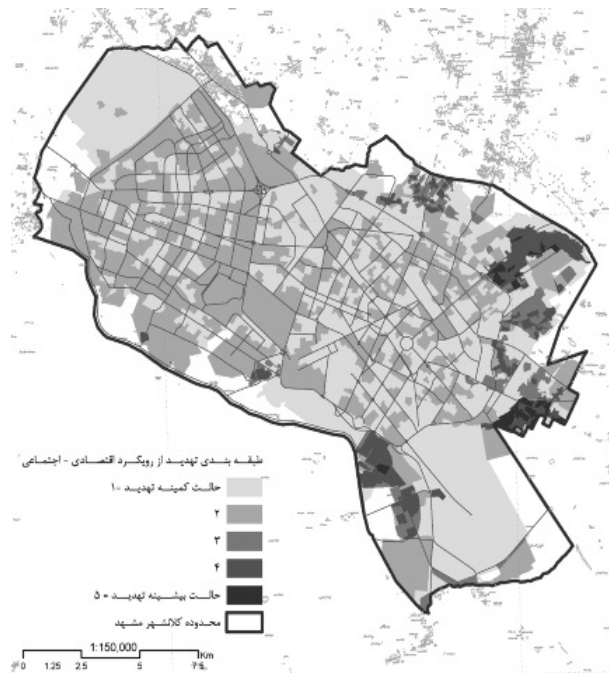 طبقه بندی تهدید از رویکرد اقتصادی - اجتماعی
حالت کمینه تهدید = ۱
۲
۳
۴
حالت بیشینه تهدید = ۵
محدوده کلانشهر مشهد
1:150,000
Km
0 1.25 2.5 5 7.5